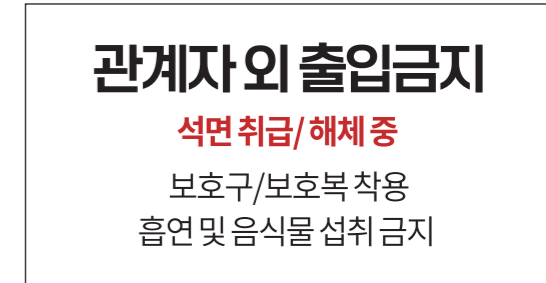 관계자 외 출입금지
석면 취급/ 해체 중
보호구/보호복 착용
흡연 및 음식물 섭취 금지